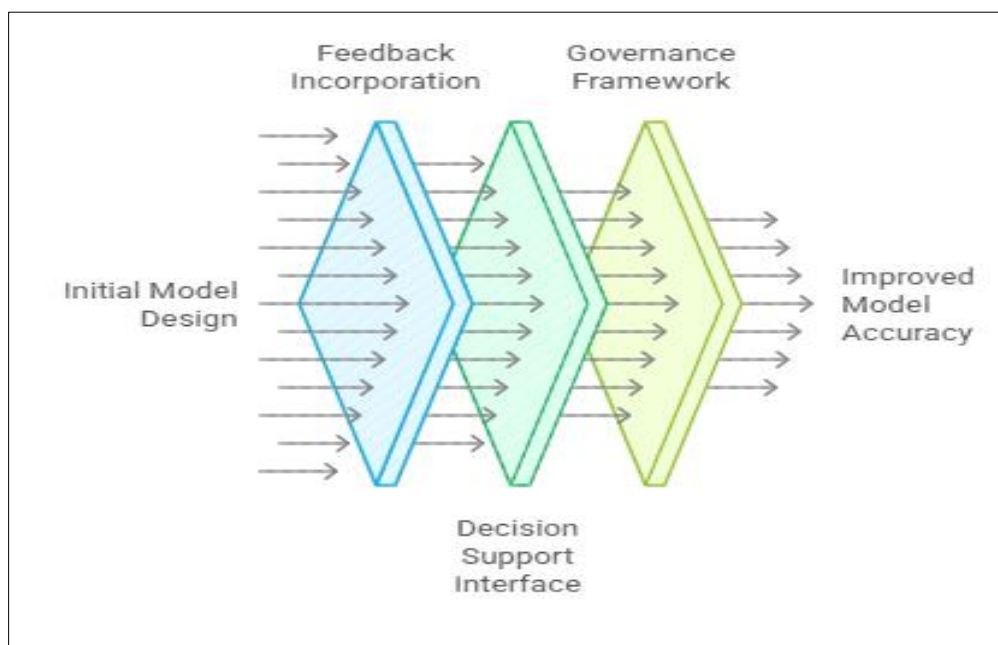 Feedback
Incorporation
Governance
Framework
Initial Model
Design
Improved
Model
Accuracy
Decision
Support
Interface